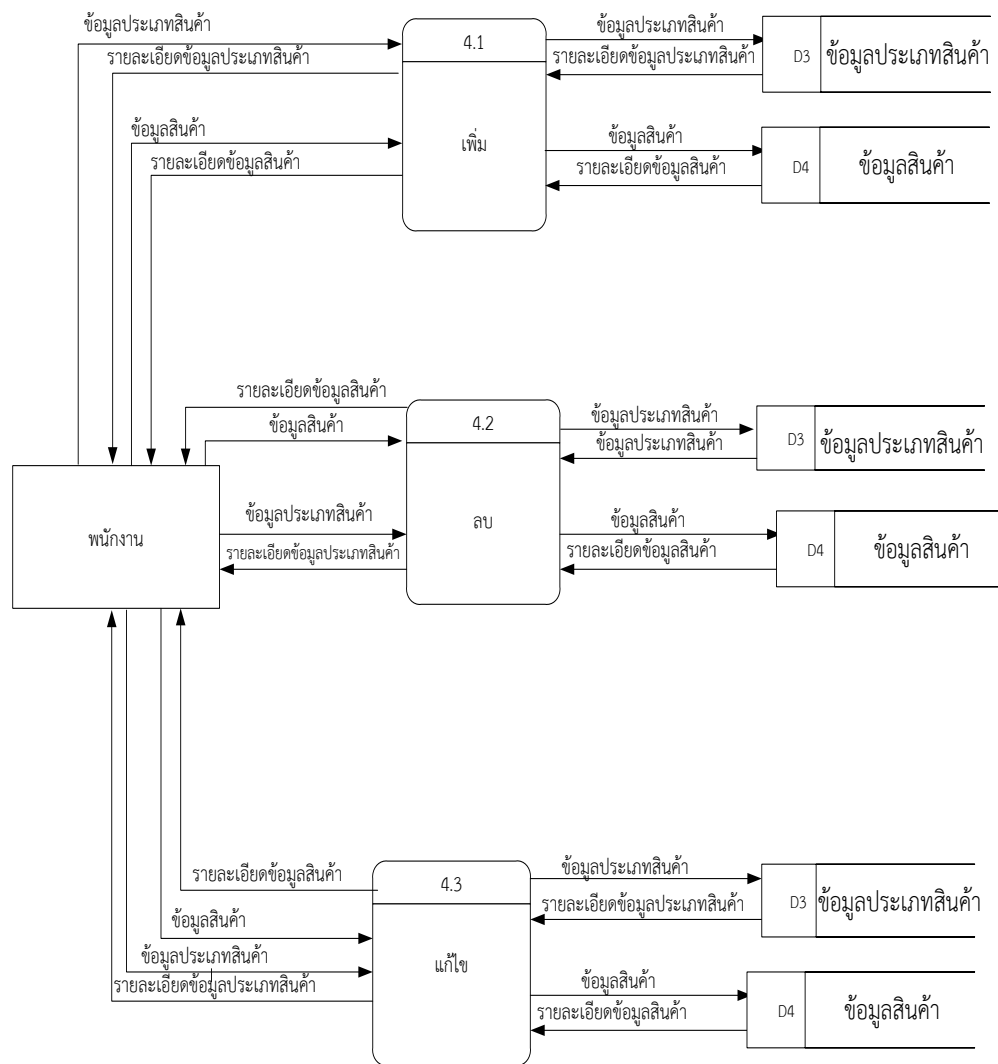 ข้อมูลประเภทสินค้า
รายละเอียดข้อมูลประเภทสินค้า
ข้อมูลสินค้า
รายละเอียดข้อมูลสินค้า
4.1
เพิ่ม
ข้อมูลประเภทสินค้า
รายละเอียดข้อมูลประเภทสินค้า
ข้อมูลสินค้า
รายละเอียดข้อมูลสินค้า
D3 ข้อมูลประเภทสินค้า
D4 ข้อมูลสินค้า
พนักงาน
รายละเอียดข้อมูลสินค้า
ข้อมูลสินค้า
ข้อมูลประเภทสินค้า
รายละเอียดข้อมูลประเภทสินค้า
4.2
ลบ
ข้อมูลประเภทสินค้า
ข้อมูลประเภทสินค้า
ข้อมูลสินค้า
รายละเอียดข้อมูลสินค้า
D3 ข้อมูลประเภทสินค้า
D4 ข้อมูลสินค้า
รายละเอียดข้อมูลสินค้า
ข้อมูลสินค้า
ข้อมูลประเภทสินค้า
รายละเอียดข้อมูลประเภทสินค้า
4.3
แก้ไข
ข้อมูลประเภทสินค้า
รายละเอียดข้อมูลประเภทสินค้า
ข้อมูลสินค้า
รายละเอียดข้อมูลสินค้า
D3 ข้อมูลประเภทสินค้า
D4 ข้อมูลสินค้า